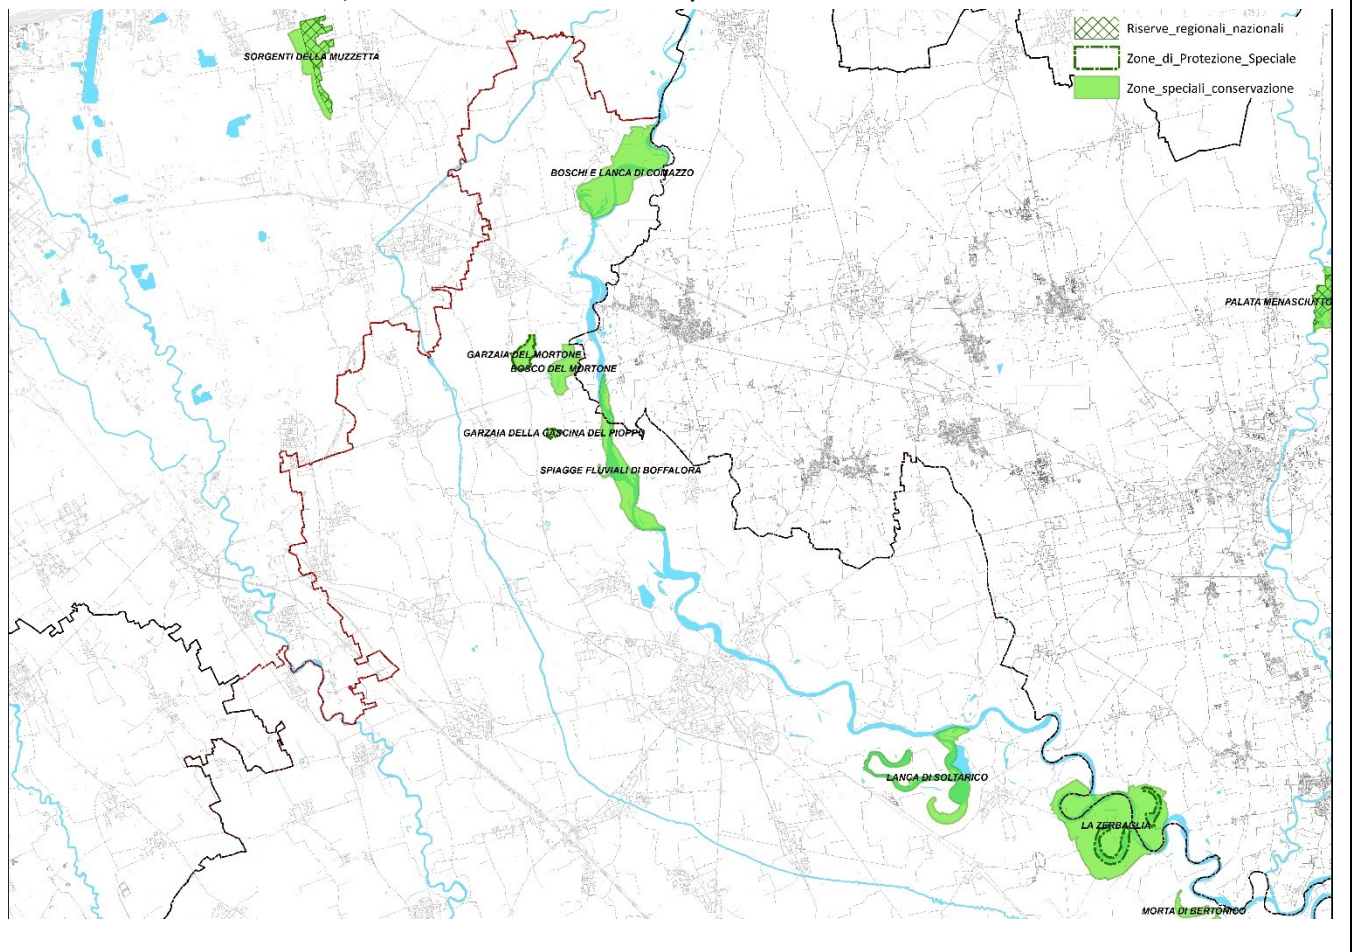 Riserve_regionali_nazionali
SORGENTI DELLA MUZZETTA
Zone_di_Protezione_Speciale
Zone_speciali_conservazione
BOSCHI E LANCA DI COMAZZO
PALATA MENASCIUTTO
GARZAIA DEL MORTONE
BOSCO DEL MORTONE
GARZAIA DELLA CASCINA DEL PIOPPO
SPIAGGE FLUVIALI DI BOFFALORA
LANCA DI SOLTARICO
LA ZERBAGLIA
MORTA DI BERTONICO